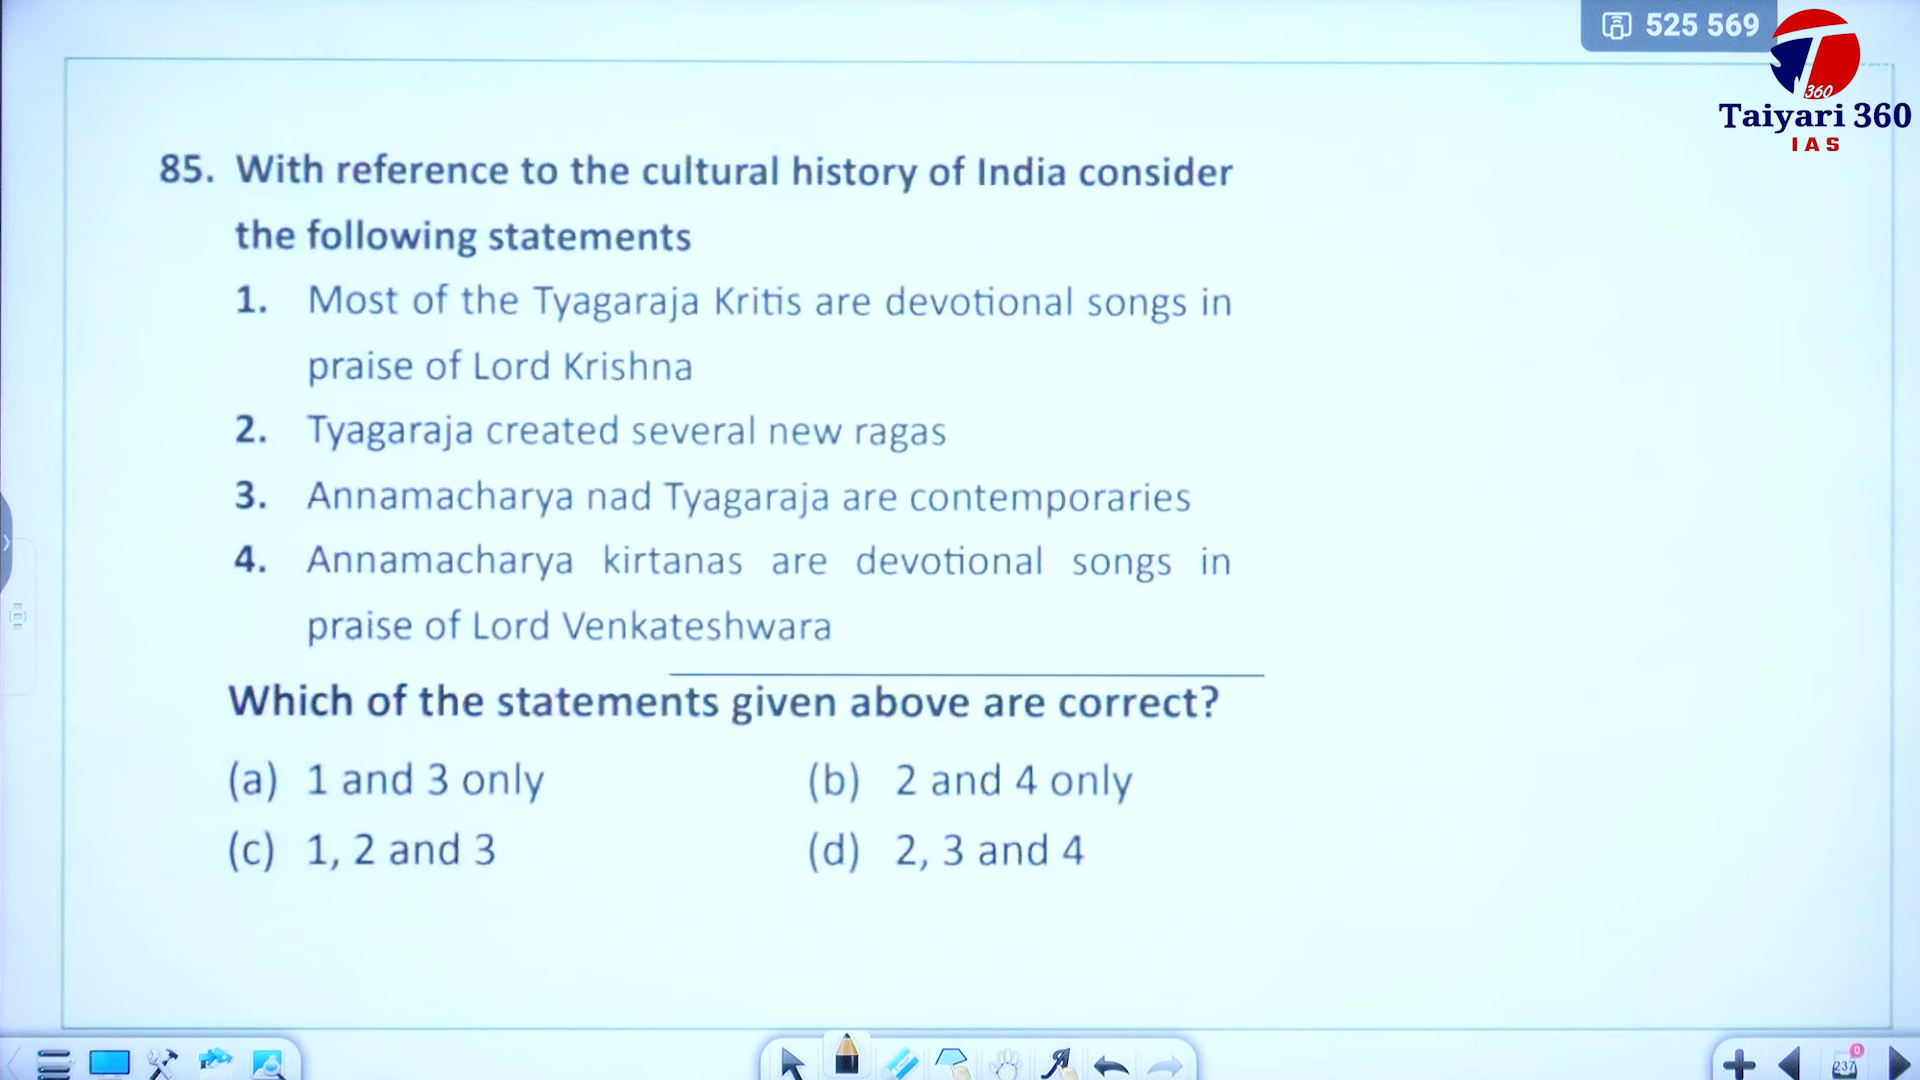 525 569
360
Taiyari 360
IAS
85. With reference to the cultural history of India consider
the following statements
1. Most of the Tyagaraja Kritis are devotional songs in
praise of Lord Krishna
2. Tyagaraja created several new ragas
3. Annamacharya nad Tyagaraja are contemporaries
4. Annamacharya kirtanas are devotional songs in
praise of Lord Venkateshwara
Which of the statements given above are correct?
(a) 1 and 3 only (b) 2 and 4 only
(c) 1, 2 and 3 (d) 2, 3 and 4
0
237